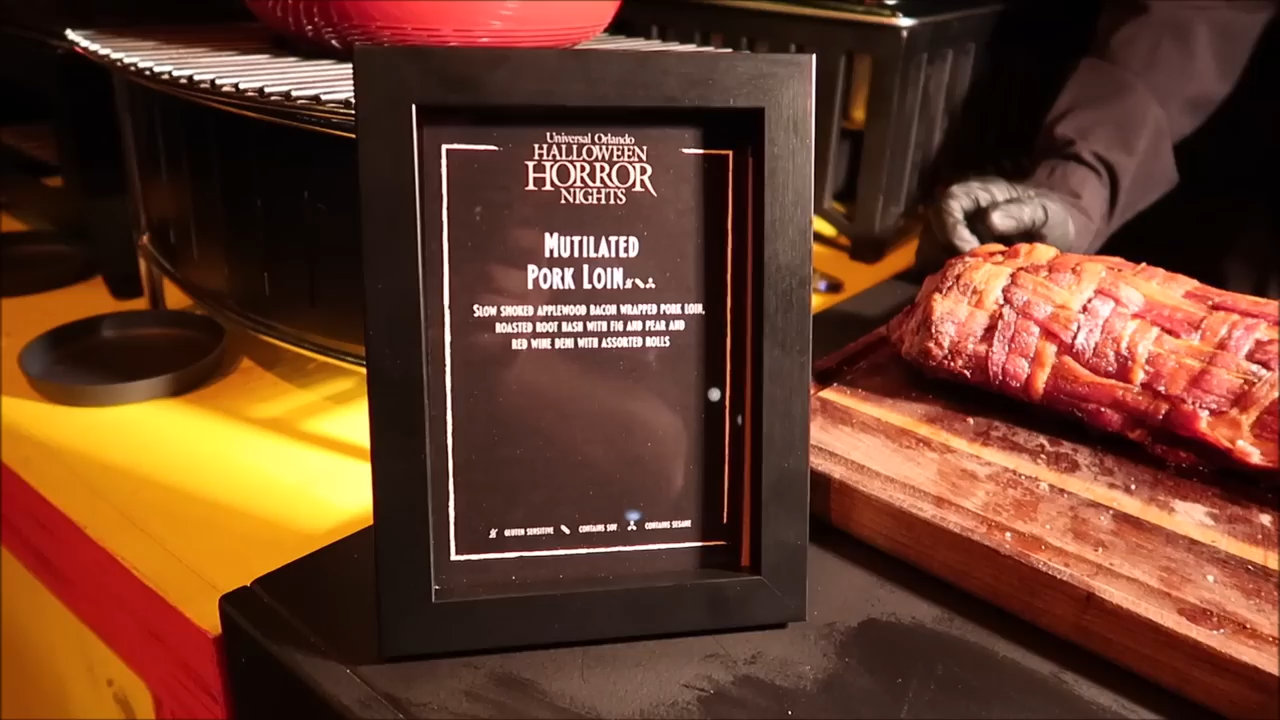 Universal Orlando
HALLOWEEN
HORROR
NIGHTS
MUTILATED
PORK LOIN
SLOW SMOKED APPLEWOOD BACON WRAPPED PORK LOIN,
ROASTED ROOT HASH WITH FIG AND PEAR AND
RED WINE DEMI WITH ASSORTED ROLLS
GLUTEN SENSITIVE CONTAINS SOY CONTAINS SESAME